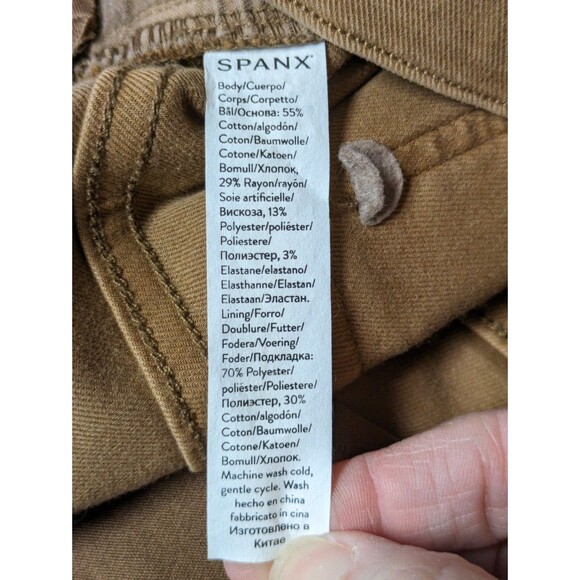 SPANX
Body/Cuerpo/
Corps/Corpetto/
Bål/Основа: 55%
Cotton/algodón/
Coton/Baumwolle/
Cotone/Katoen/
Bomull/Хлопок,
29% Rayon/rayón/
Soie artificielle/
Вискоза, 13%
Polyester/poliéster/
Poliestere/
Полиэстер, 3%
Elastane/elastano/
Elasthanne/Elastan/
Elastaan/Эластан.
Lining/Forro/
Doublure/Futter/
Fodera/Voering/
Foder/Подкладка:
70% Polyester/
poliéster/Poliestere/
Полиэстер, 30%
Cotton/algodón/
Coton/Baumwolle/
Cotone/Katoen/
Bomull/Хлопок.
Machine wash cold,
gentle cycle. Wash
hecho en china
fabbricato in cina
Изготовлено в
Китае